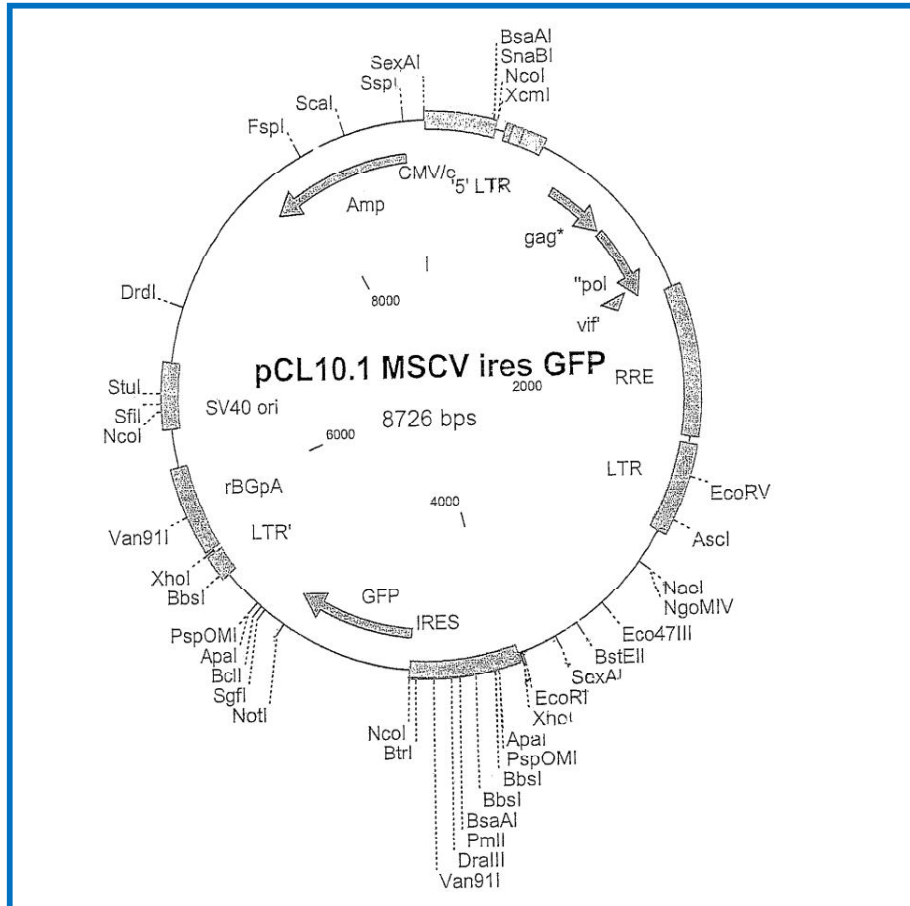 BsaAI
SnaBI
NcoI
XcmI
SexAI
SspI
ScaI
FspI
CMV/c
'5' LTR
Amp
gag*
"pol
vif'
8000
DrdI
pCL10.1 MSCV ires GFP
2000
RRE
StuI
SfiI
NcoI
SV40 ori
6000
8726 bps
4000
LTR
EcoRV
AscI
rBGpA
LTR'
Van91I
XhoI
BbsI
GFP
IRES
NgoMIV
Eco47III
BstEII
PspOMI
ApaI
BclI
SgfI
NotI
EcoRI
XhoI
NcoI
BtrI
ApaI
PspOMI
BbsI
BbsI
BsaAI
PmlI
DraIII
Van91I